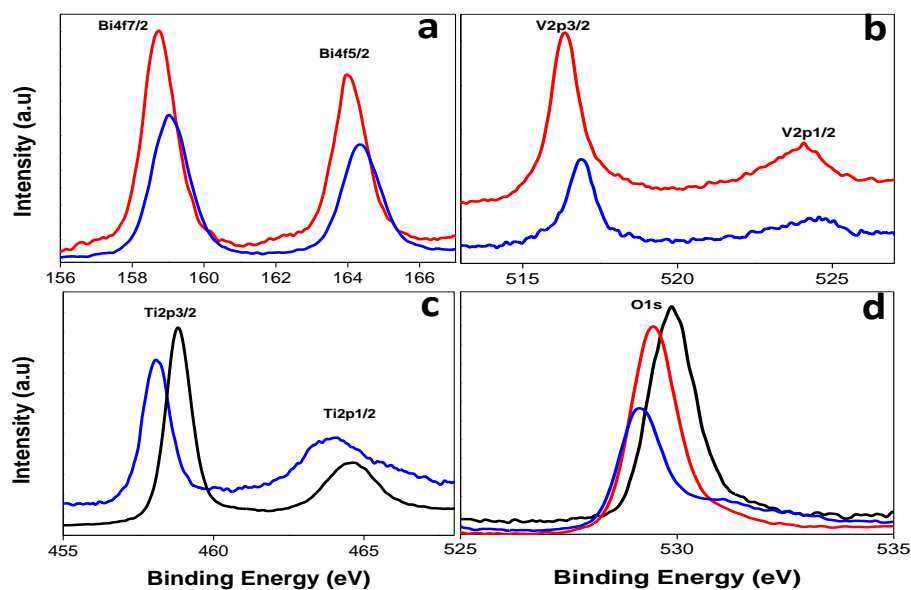 Bi4f7/2
Bi4f5/2
a
V2p3/2
V2p1/2
b
Intensity (a.u)
156 158 160 162 164 166
515 520 525
Ti2p3/2
Ti2p1/2
c
O1s
d
Intensity (a.u)
455 460 465
525 530 535
Binding Energy (eV)
Binding Energy (eV)